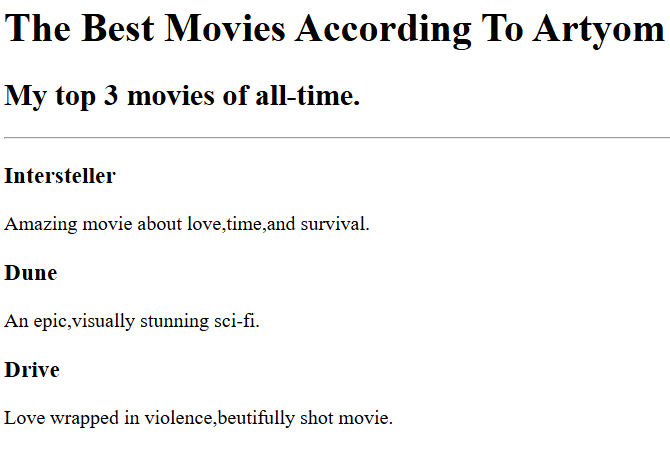 The Best Movies According To Artyom
My top 3 movies of all-time.
Intersteller
Amazing movie about love,time,and survival.
Dune
An epic,visually stunning sci-fi.
Drive
Love wrapped in violence,beutifully shot movie.